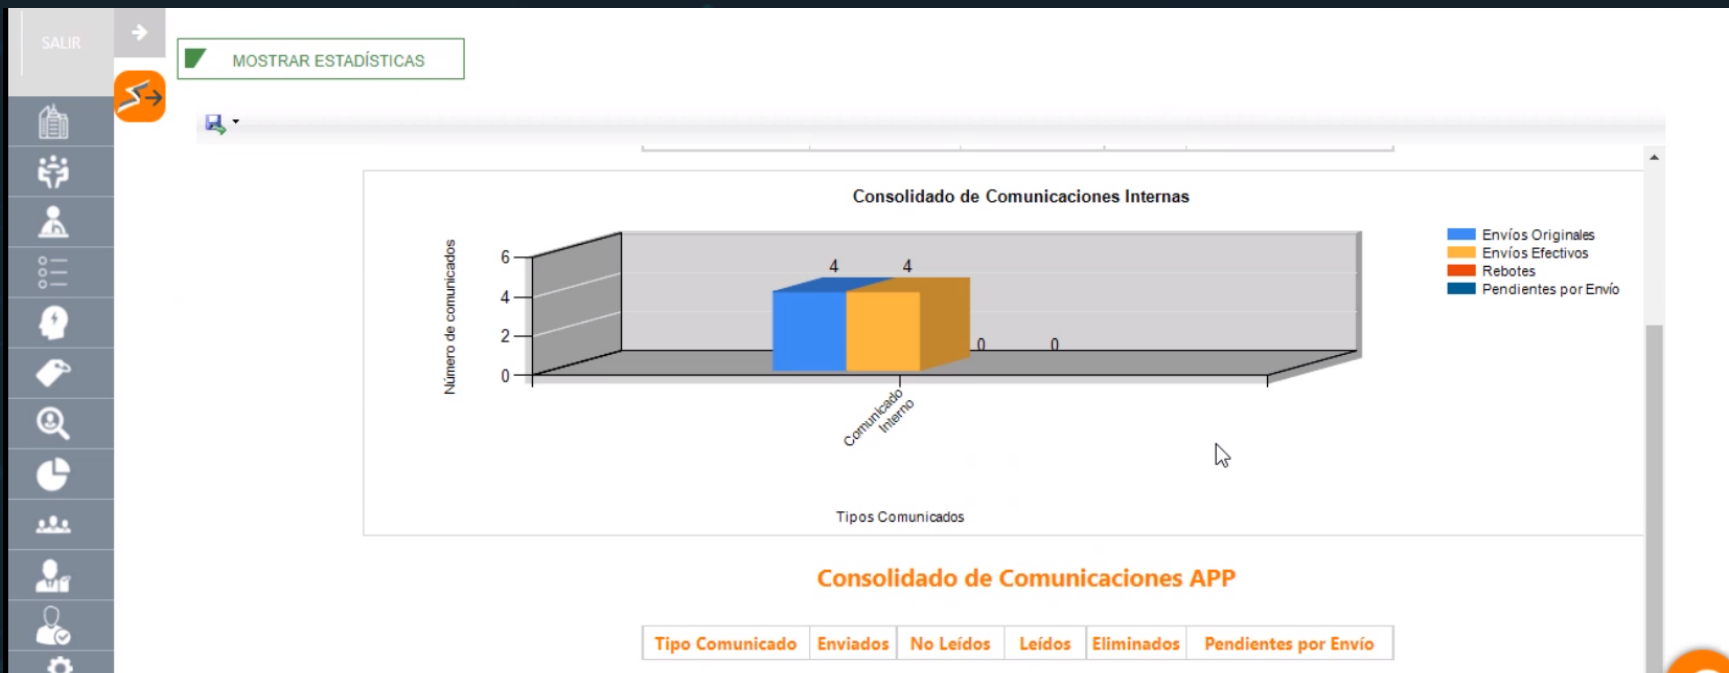 SALIR
MOSTRAR ESTADÍSTICAS
Consolidado de Comunicaciones Internas
Número de comunicados
6
4
2
0
4
4
0
0
Comunicado
Interno
Tipos Comunicados
Envíos Originales
Envíos Efectivos
Rebotes
Pendientes por Envío
Consolidado de Comunicaciones APP
Tipo Comunicado Enviados No Leídos Leídos Eliminados Pendientes por Envío